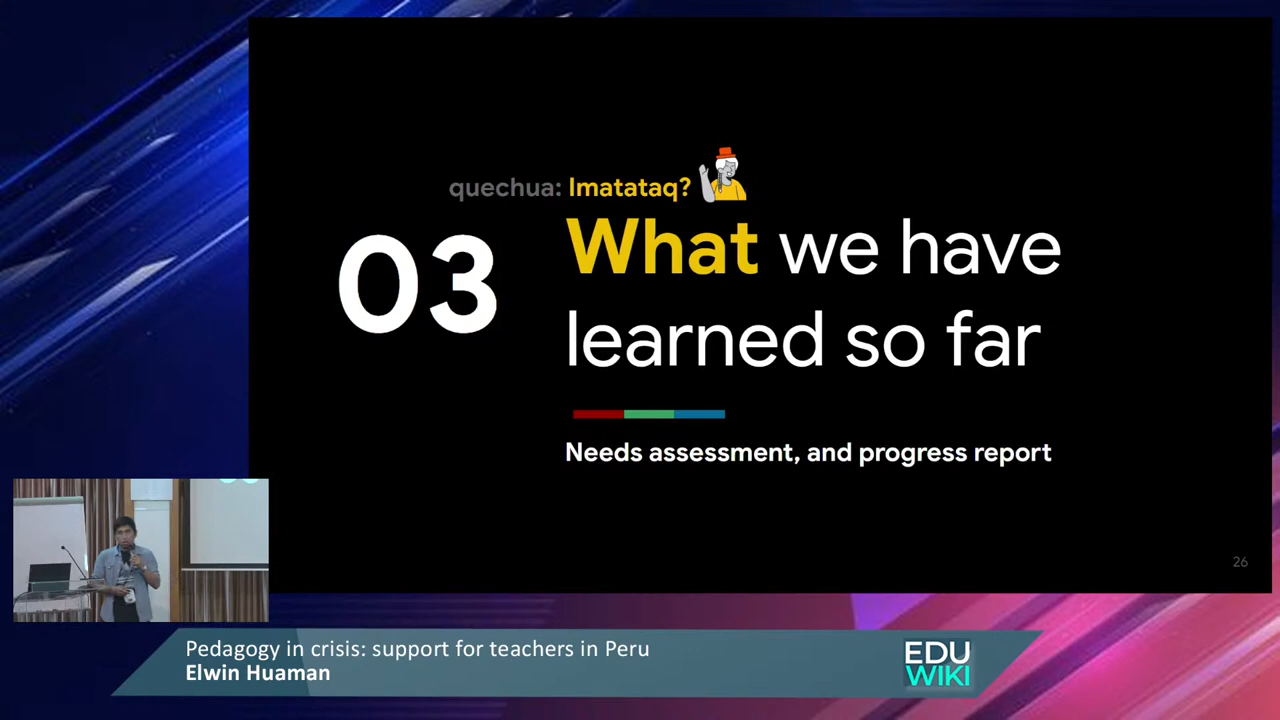 quechua: Imatataq?
03
What we have
learned so far
Needs assessment, and progress report
26
Pedagogy in crisis: support for teachers in Peru
Elwin Huaman
EDU
WIKI